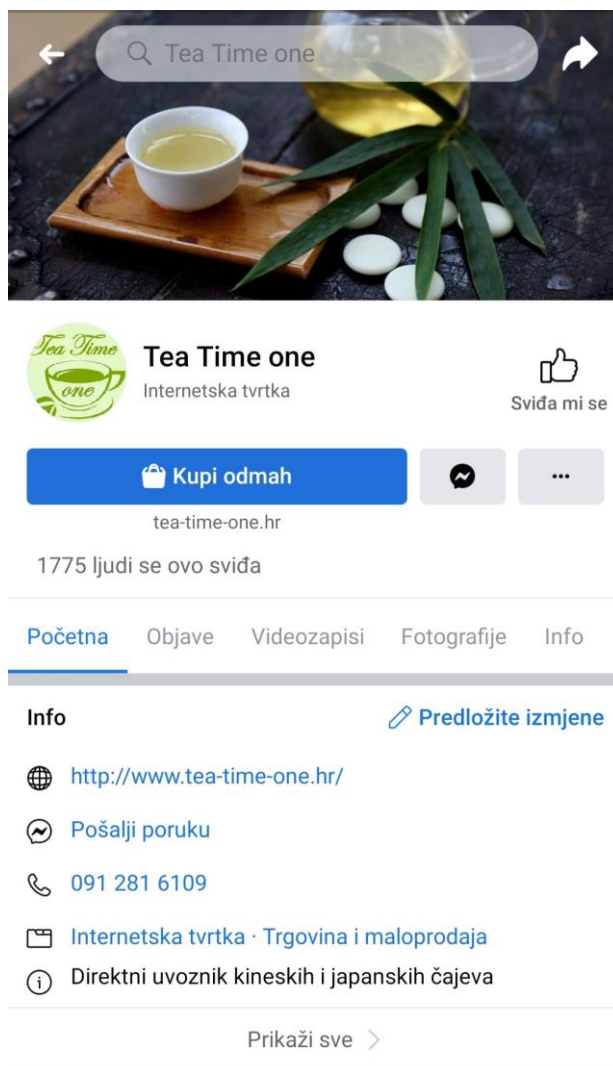 Tea Time one
Tea Time
one
Tea Time one
Internetska tvrtka
Sviđa mi se
Kupi odmah
tea-time-one.hr
1775 ljudi se ovo sviđa
Početna Objave Videozapisi Fotografije Info
Info Predložite izmjene
http://www.tea-time-one.hr/
Pošalji poruku
091 281 6109
Internetska tvrtka · Trgovina i maloprodaja
Direktni uvoznik kineskih i japanskih čajeva
Prikaži sve